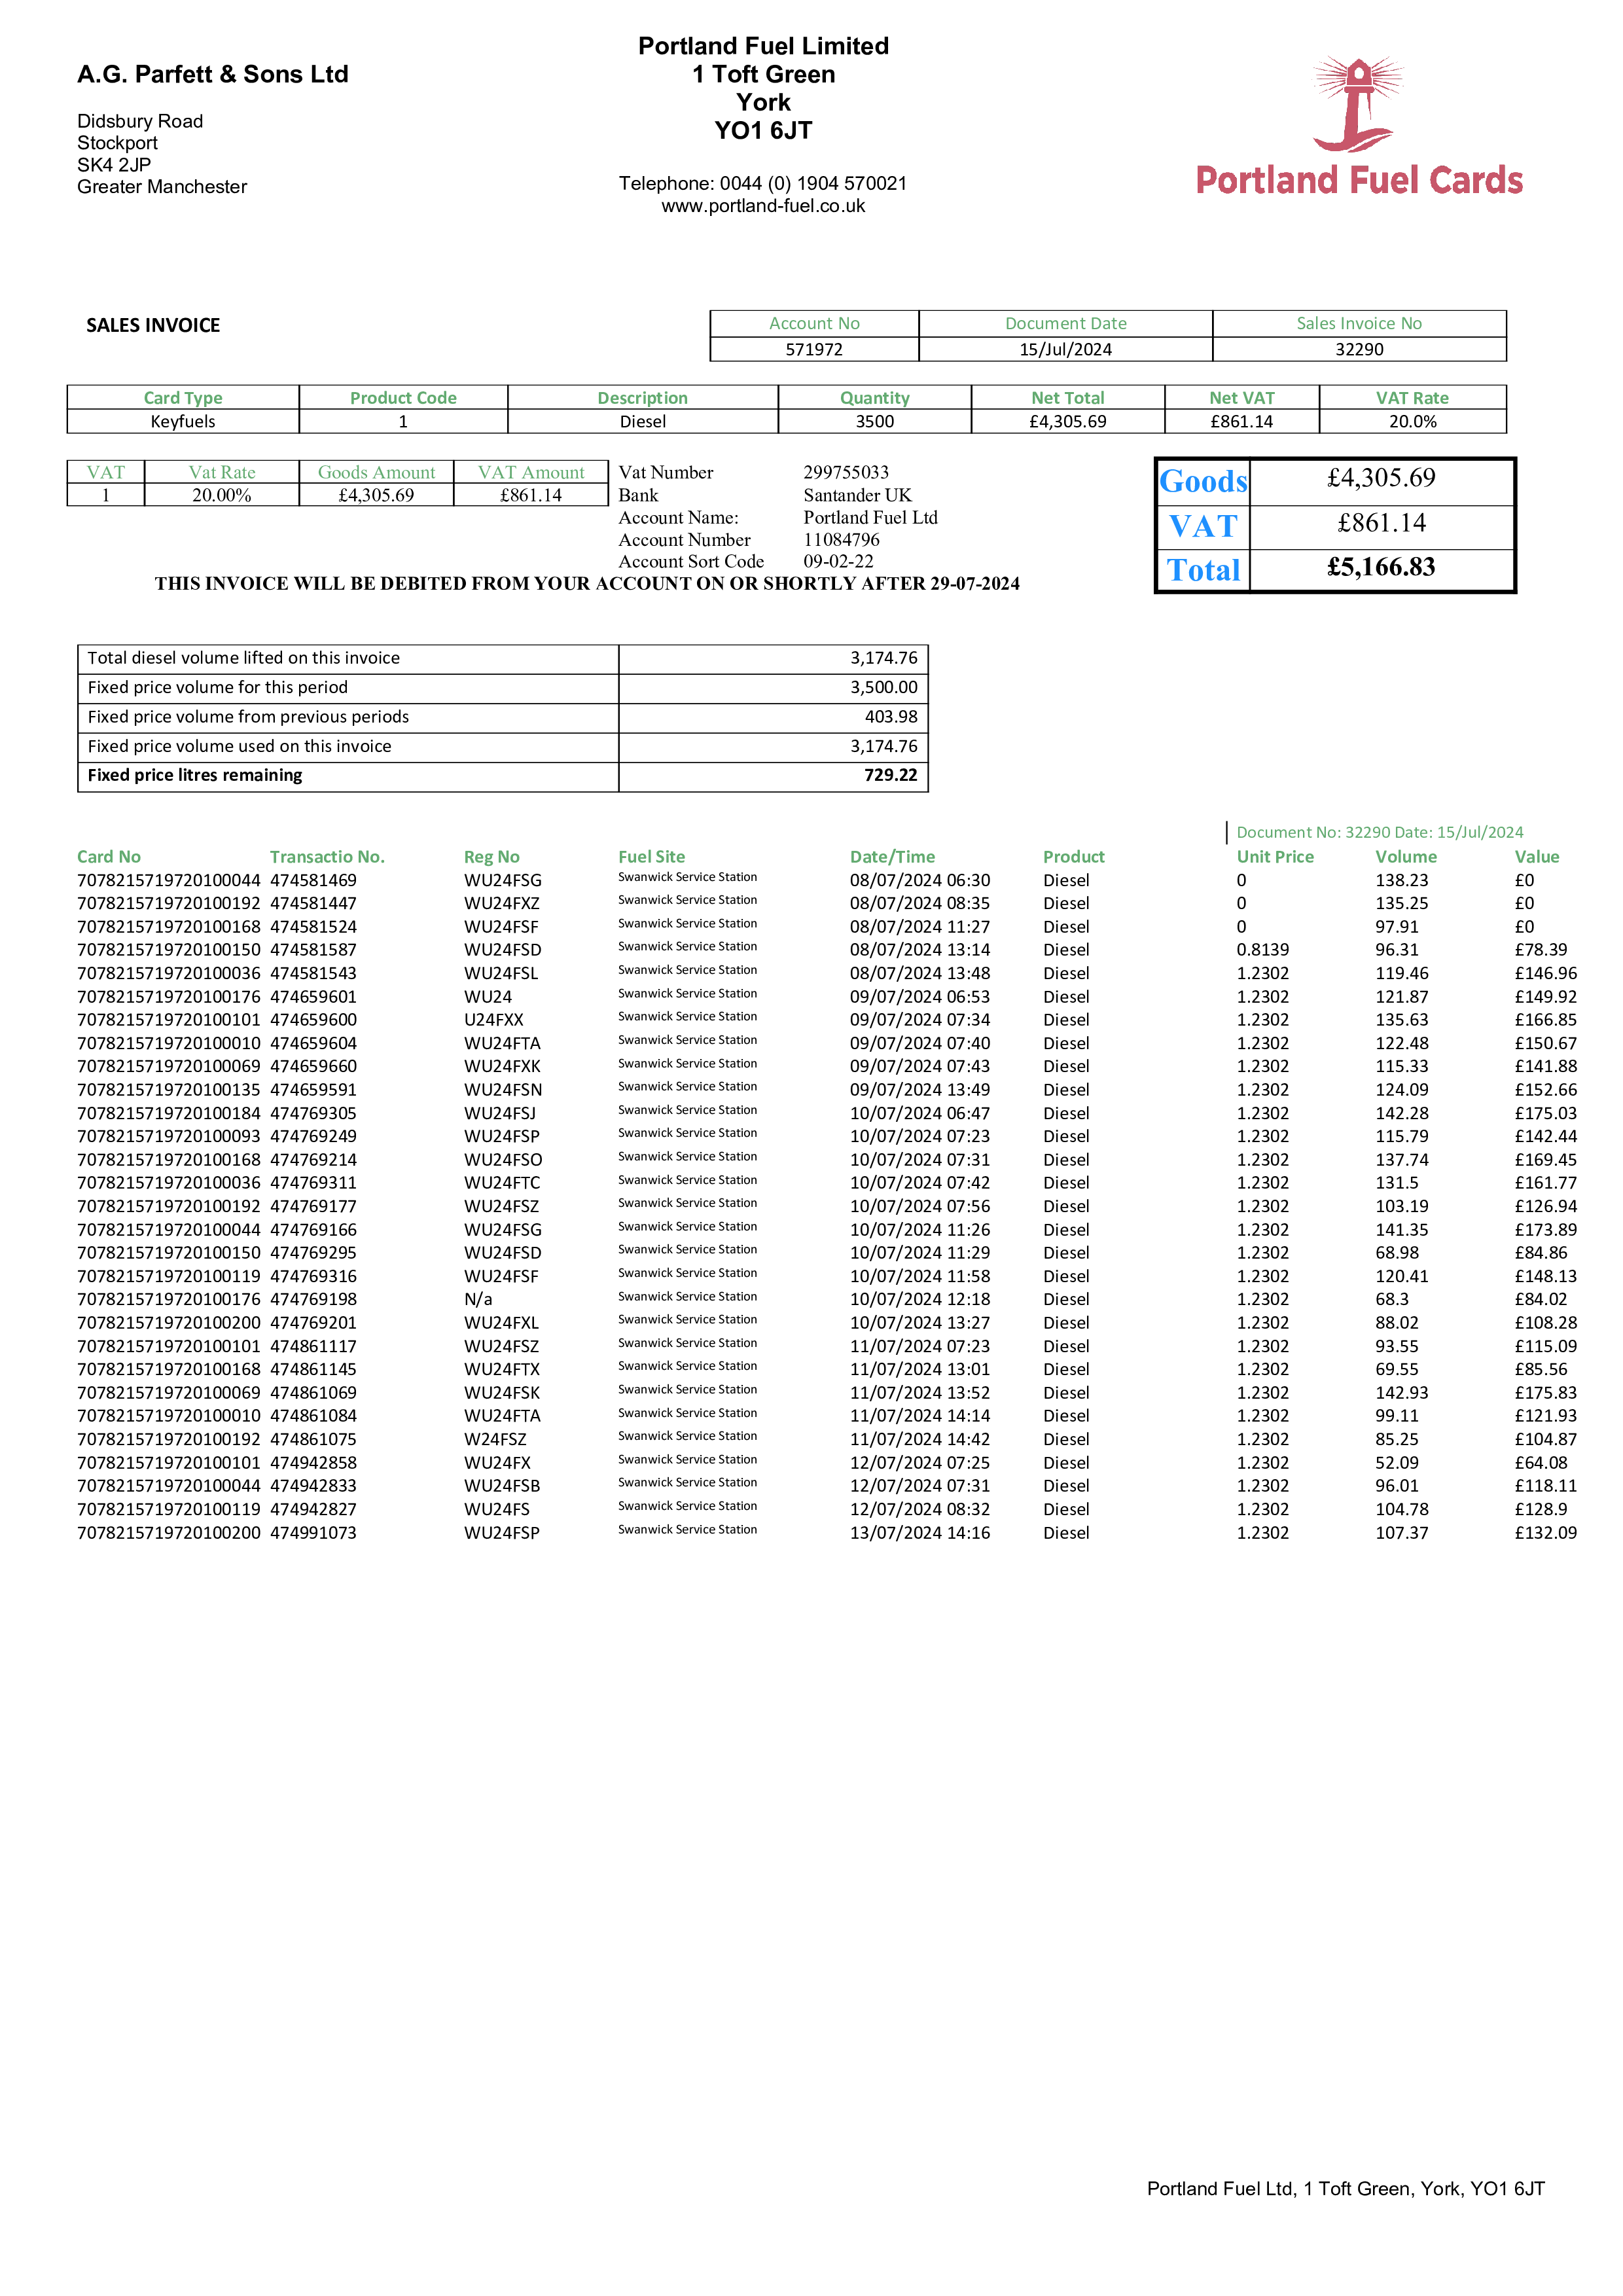 A.G. Parfett & Sons Ltd
Didsbury Road
Stockport
SK4 2JP
Greater Manchester
Portland Fuel Limited
1 Toft Green
York
YO1 6JT
Telephone: 0044 (0) 1904 570021
www.portland-fuel.co.uk
Portland Fuel Cards
SALES INVOICE
Account No Document Date Sales Invoice No
571972 15/Jul/2024 32290
Card Type Product Code Description Quantity Net Total Net VAT VAT Rate
Keyfuels 1 Diesel 3500 £4,305.69 £861.14 20.0%
VAT Vat Rate Goods Amount VAT Amount
1 20.00% £4,305.69 £861.14
Vat Number 299755033
Bank Santander UK
Account Name: Portland Fuel Ltd
Account Number 11084796
Account Sort Code 09-02-22
THIS INVOICE WILL BE DEBITED FROM YOUR ACCOUNT ON OR SHORTLY AFTER 29-07-2024
Goods £4,305.69
VAT £861.14
Total £5,166.83
Total diesel volume lifted on this invoice 3,174.76
Fixed price volume for this period 3,500.00
Fixed price volume from previous periods 403.98
Fixed price volume used on this invoice 3,174.76
Fixed price litres remaining 729.22
Document No: 32290 Date: 15/Jul/2024
Card No Transactio No. Reg No Fuel Site Date/Time Product Unit Price Volume Value
7078215719720100044 474581469 WU24FSG Swanwick Service Station 08/07/2024 06:30 Diesel 0 138.23 £0
7078215719720100192 474581447 WU24FXZ Swanwick Service Station 08/07/2024 08:35 Diesel 0 135.25 £0
7078215719720100168 474581524 WU24FSF Swanwick Service Station 08/07/2024 11:27 Diesel 0 97.91 £0
7078215719720100150 474581587 WU24FSD Swanwick Service Station 08/07/2024 13:14 Diesel 0.8139 96.31 £78.39
7078215719720100036 474581543 WU24FSL Swanwick Service Station 08/07/2024 13:48 Diesel 1.2302 119.46 £146.96
7078215719720100176 474659601 WU24 Swanwick Service Station 09/07/2024 06:53 Diesel 1.2302 121.87 £149.92
7078215719720100101 474659600 U24FXX Swanwick Service Station 09/07/2024 07:34 Diesel 1.2302 135.63 £166.85
7078215719720100010 474659604 WU24FTA Swanwick Service Station 09/07/2024 07:40 Diesel 1.2302 122.48 £150.67
7078215719720100069 474659660 WU24FXK Swanwick Service Station 09/07/2024 07:43 Diesel 1.2302 115.33 £141.88
7078215719720100135 474659591 WU24FSN Swanwick Service Station 09/07/2024 13:49 Diesel 1.2302 124.09 £152.66
7078215719720100184 474769305 WU24FSJ Swanwick Service Station 10/07/2024 06:47 Diesel 1.2302 142.28 £175.03
7078215719720100093 474769249 WU24FSP Swanwick Service Station 10/07/2024 07:23 Diesel 1.2302 115.79 £142.44
7078215719720100168 474769214 WU24FSO Swanwick Service Station 10/07/2024 07:31 Diesel 1.2302 137.74 £169.45
7078215719720100036 474769311 WU24FTC Swanwick Service Station 10/07/2024 07:42 Diesel 1.2302 131.5 £161.77
7078215719720100192 474769177 WU24FSZ Swanwick Service Station 10/07/2024 07:56 Diesel 1.2302 103.19 £126.94
7078215719720100044 474769166 WU24FSG Swanwick Service Station 10/07/2024 11:26 Diesel 1.2302 141.35 £173.89
7078215719720100150 474769295 WU24FSD Swanwick Service Station 10/07/2024 11:29 Diesel 1.2302 68.98 £84.86
7078215719720100119 474769316 WU24FSF Swanwick Service Station 10/07/2024 11:58 Diesel 1.2302 120.41 £148.13
7078215719720100176 474769198 N/a Swanwick Service Station 10/07/2024 12:18 Diesel 1.2302 68.3 £84.02
7078215719720100200 474769201 WU24FXL Swanwick Service Station 10/07/2024 13:27 Diesel 1.2302 88.02 £108.28
7078215719720100101 474861117 WU24FSZ Swanwick Service Station 11/07/2024 07:23 Diesel 1.2302 93.55 £115.09
7078215719720100168 474861145 WU24FTX Swanwick Service Station 11/07/2024 13:01 Diesel 1.2302 69.55 £85.56
7078215719720100069 474861069 WU24FSK Swanwick Service Station 11/07/2024 13:52 Diesel 1.2302 142.93 £175.83
7078215719720100010 474861084 WU24FTA Swanwick Service Station 11/07/2024 14:14 Diesel 1.2302 99.11 £121.93
7078215719720100192 474861075 W24FSZ Swanwick Service Station 11/07/2024 14:42 Diesel 1.2302 85.25 £104.87
7078215719720100101 474942858 WU24FX Swanwick Service Station 12/07/2024 07:25 Diesel 1.2302 52.09 £64.08
7078215719720100044 474942833 WU24FSB Swanwick Service Station 12/07/2024 07:31 Diesel 1.2302 96.01 £118.11
7078215719720100119 474942827 WU24FS Swanwick Service Station 12/07/2024 08:32 Diesel 1.2302 104.78 £128.9
7078215719720100200 474991073 WU24FSP Swanwick Service Station 13/07/2024 14:16 Diesel 1.2302 107.37 £132.09
Portland Fuel Ltd, 1 Toft Green, York, YO1 6JT